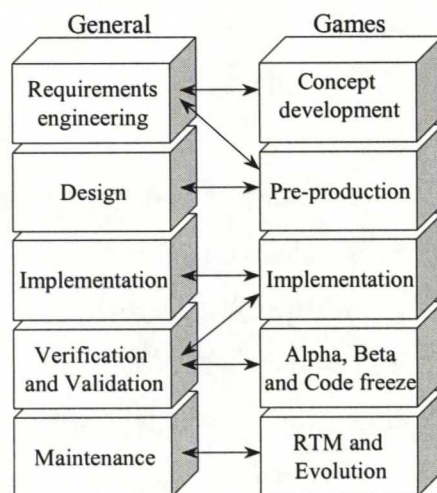 General
Games
Requirements
engineering
Concept
development
Design
Pre-production
Implementation
Implementation
Verification
and Validation
Alpha, Beta
and Code freeze
Maintenance
RTM and
Evolution